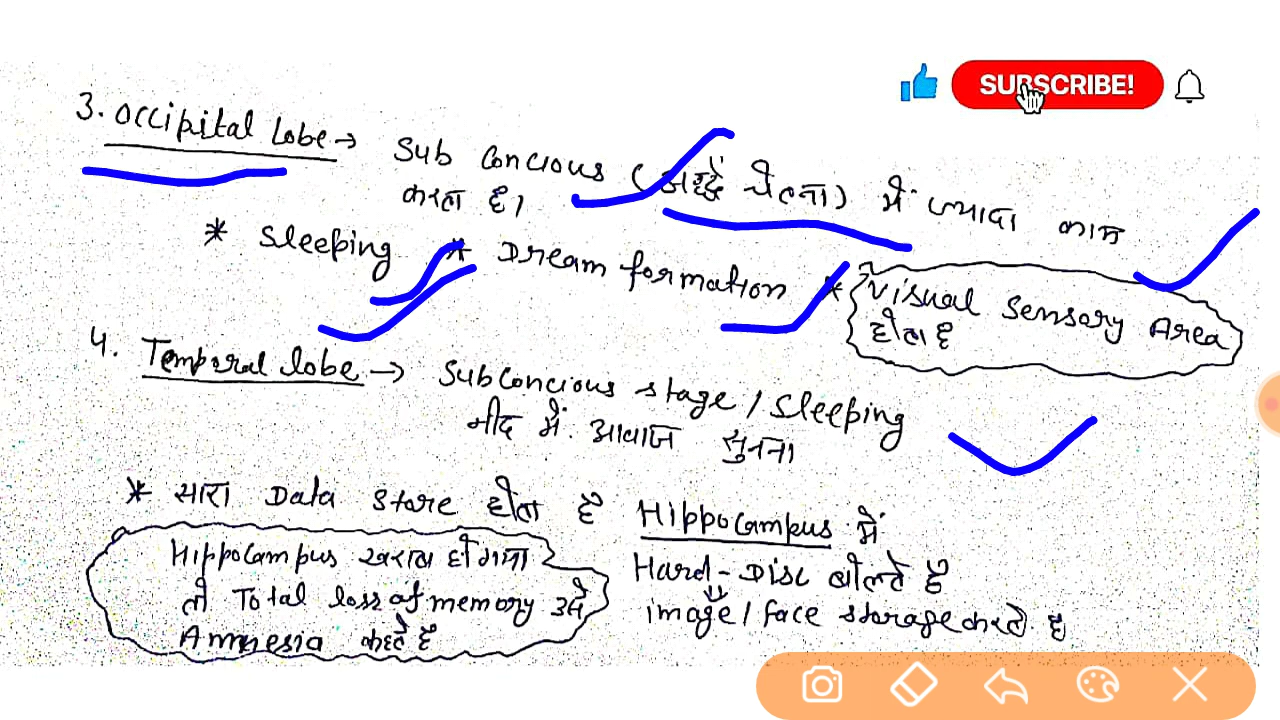 SUBSCRIBE!
3. Occipital Lobe → Sub Concious (अर्द्ध चेतना) में ज्यादा काम
करता है।
* Sleeping * Dream formation * Visual Sensory Area
होता है
4. Temporal lobe → Subconcious stage / Sleeping
नीद में आवाज सुनना
* सारा Data store होता है Hippocampus में
Hippocampus खराब हो गया Hard-Disc बोलते है
तो Total loss of memory उसे image / face storage करते है
Amnesia कहते है